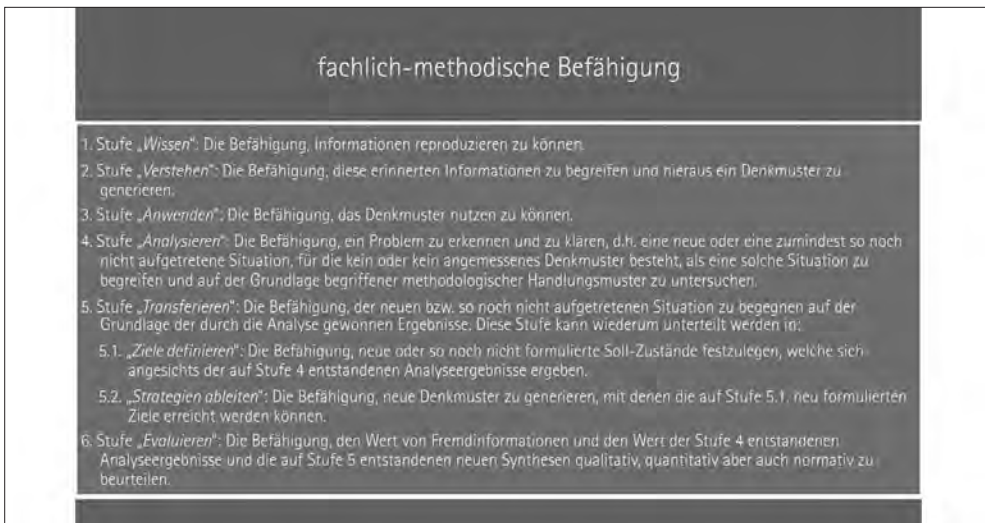 fachlich-methodische Befähigung
1. Stufe „Wissen“: Die Befähigung, Informationen reproduzieren zu können.
2. Stufe „Verstehen“: Die Befähigung, diese erinnerten Informationen zu begreifen und hieraus ein Denkmuster zu
generieren.
3. Stufe „Anwenden“: Die Befähigung, das Denkmuster nutzen zu können.
4. Stufe „Analysieren“: Die Befähigung, ein Problem zu erkennen und zu klären, d.h. eine neue oder eine zumindest so noch
nicht aufgetretene Situation, für die kein oder kein angemessenes Denkmuster besteht, als eine solche Situation zu
begreifen und auf der Grundlage begriffener methodologischer Handlungsmuster zu untersuchen.
5. Stufe „Transferieren“: Die Befähigung, der neuen bzw. so noch nicht aufgetretenen Situation zu begegnen auf der
Grundlage der durch die Analyse gewonnen Ergebnisse. Diese Stufe kann wiederum unterteilt werden in:
5.1. „Ziele definieren“: Die Befähigung, neue oder so noch nicht formulierte Soll-Zustände festzulegen, welche sich
angesichts der auf Stufe 4 entstandenen Analyseergebnisse ergeben.
5.2. „Strategien ableiten“: Die Befähigung, neue Denkmuster zu generieren, mit denen die auf Stufe 5.1. neu formulierten
Ziele erreicht werden können.
6. Stufe „Evaluieren“: Die Befähigung, den Wert von Fremdinformationen und den Wert der Stufe 4 entstandenen
Analyseergebnisse und die auf Stufe 5 entstandenen neuen Synthesen qualitativ, quantitativ aber auch normativ zu
beurteilen.